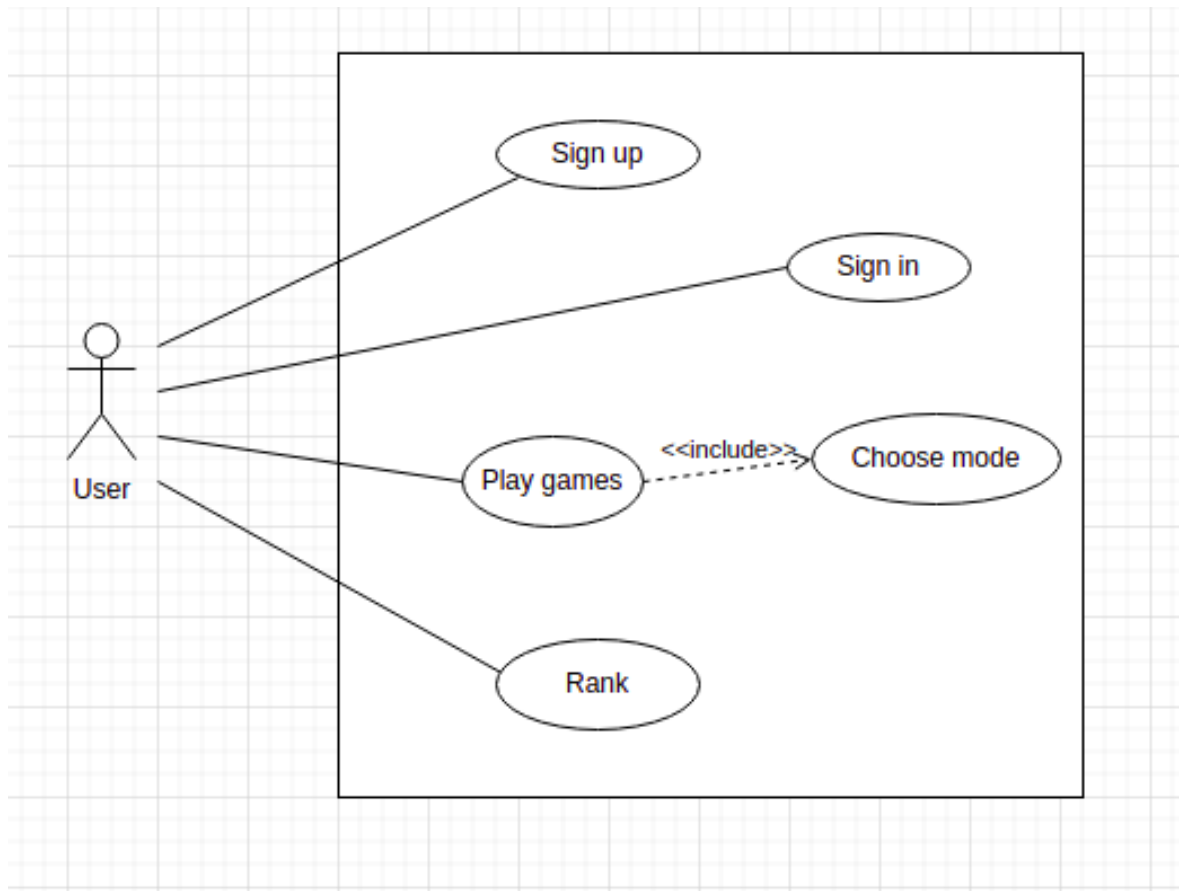 Sign up
Sign in
User
Play games
<<include>>
Choose mode
Rank